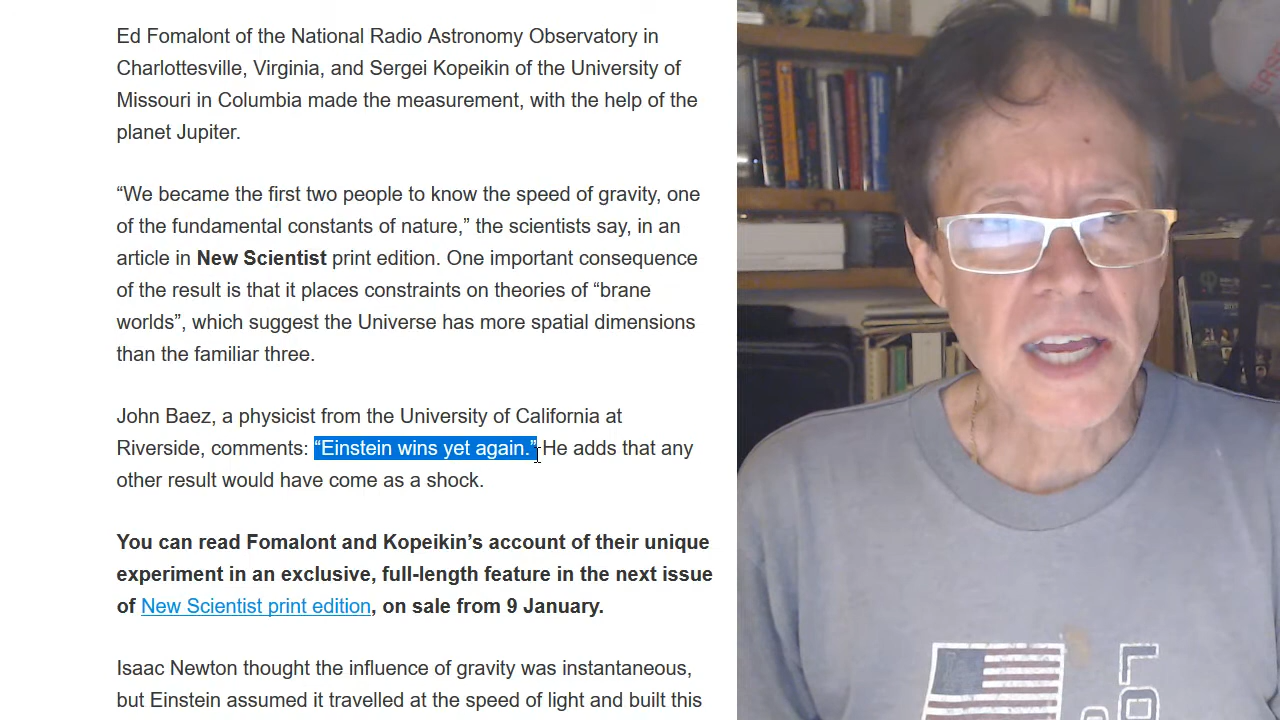 Ed Fomalont of the National Radio Astronomy Observatory in
Charlottesville, Virginia, and Sergei Kopeikin of the University of
Missouri in Columbia made the measurement, with the help of the
planet Jupiter.
“We became the first two people to know the speed of gravity, one
of the fundamental constants of nature,” the scientists say, in an
article in New Scientist print edition. One important consequence
of the result is that it places constraints on theories of “brane
worlds”, which suggest the Universe has more spatial dimensions
than the familiar three.
John Baez, a physicist from the University of California at
Riverside, comments: “Einstein wins yet again.” He adds that any
other result would have come as a shock.
You can read Fomalont and Kopeikin’s account of their unique
experiment in an exclusive, full-length feature in the next issue
of New Scientist print edition, on sale from 9 January.
Isaac Newton thought the influence of gravity was instantaneous,
but Einstein assumed it travelled at the speed of light and built this